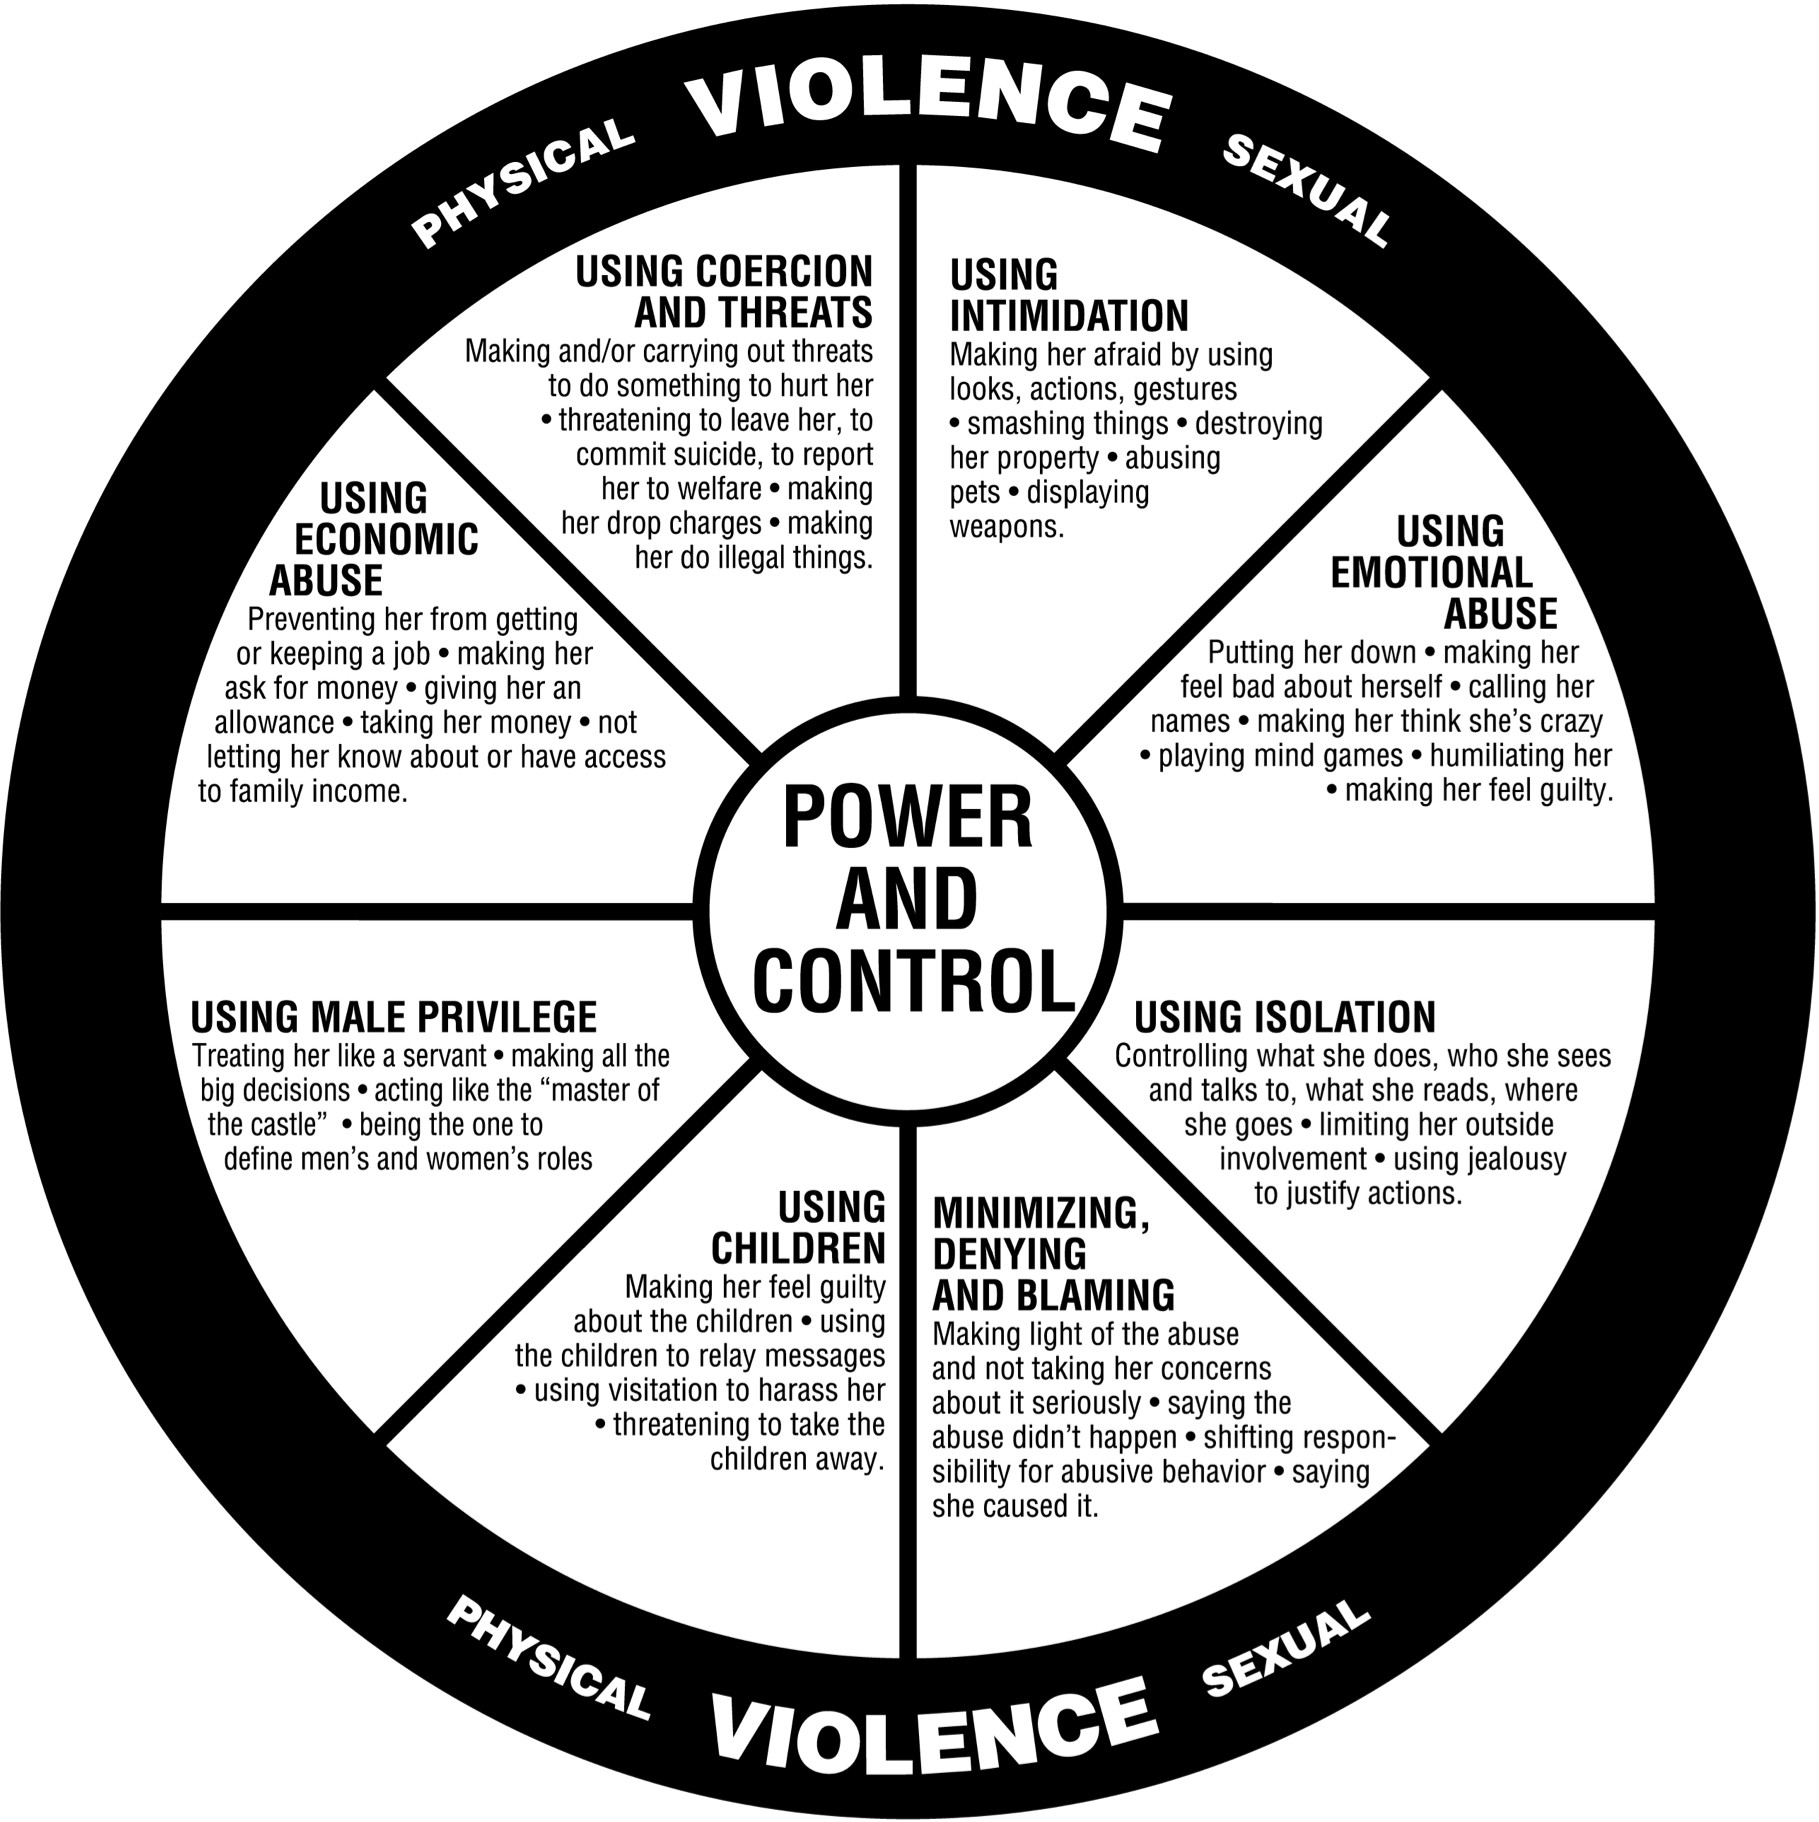 PHYSICAL VIOLENCE SEXUAL
USING COERCION
AND THREATS
Making and/or carrying out threats
to do something to hurt her
• threatening to leave her, to
commit suicide, to report
her to welfare • making
her drop charges • making
her do illegal things.
USING
INTIMIDATION
Making her afraid by using
looks, actions, gestures
• smashing things • destroying
her property • abusing
pets • displaying
weapons.
USING
EMOTIONAL
ABUSE
Putting her down • making her
feel bad about herself • calling her
names • making her think she’s crazy
• playing mind games • humiliating her
• making her feel guilty.
USING ISOLATION
Controlling what she does, who she sees
and talks to, what she reads, where
she goes • limiting her outside
involvement • using jealousy
to justify actions.
MINIMIZING,
DENYING
AND BLAMING
Making light of the abuse
and not taking her concerns
about it seriously • saying the
abuse didn’t happen • shifting respon-
sibility for abusive behavior • saying
she caused it.
USING
CHILDREN
Making her feel guilty
about the children • using
the children to relay messages
• using visitation to harass her
• threatening to take the
children away.
USING MALE PRIVILEGE
Treating her like a servant • making all the
big decisions • acting like the “master of
the castle” • being the one to
define men’s and women’s roles
USING
ECONOMIC
ABUSE
Preventing her from getting
or keeping a job • making her
ask for money • giving her an
allowance • taking her money • not
letting her know about or have access
to family income.
POWER
AND
CONTROL
PHYSICAL VIOLENCE SEXUAL